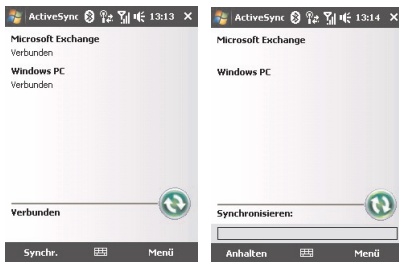 ActiveSync 13:13
Microsoft Exchange
Verbunden
Windows PC
Verbunden
Verbunden
Synchr. Menü
ActiveSync 13:14
Microsoft Exchange
Windows PC
Synchronisieren:
Anhalten Menü